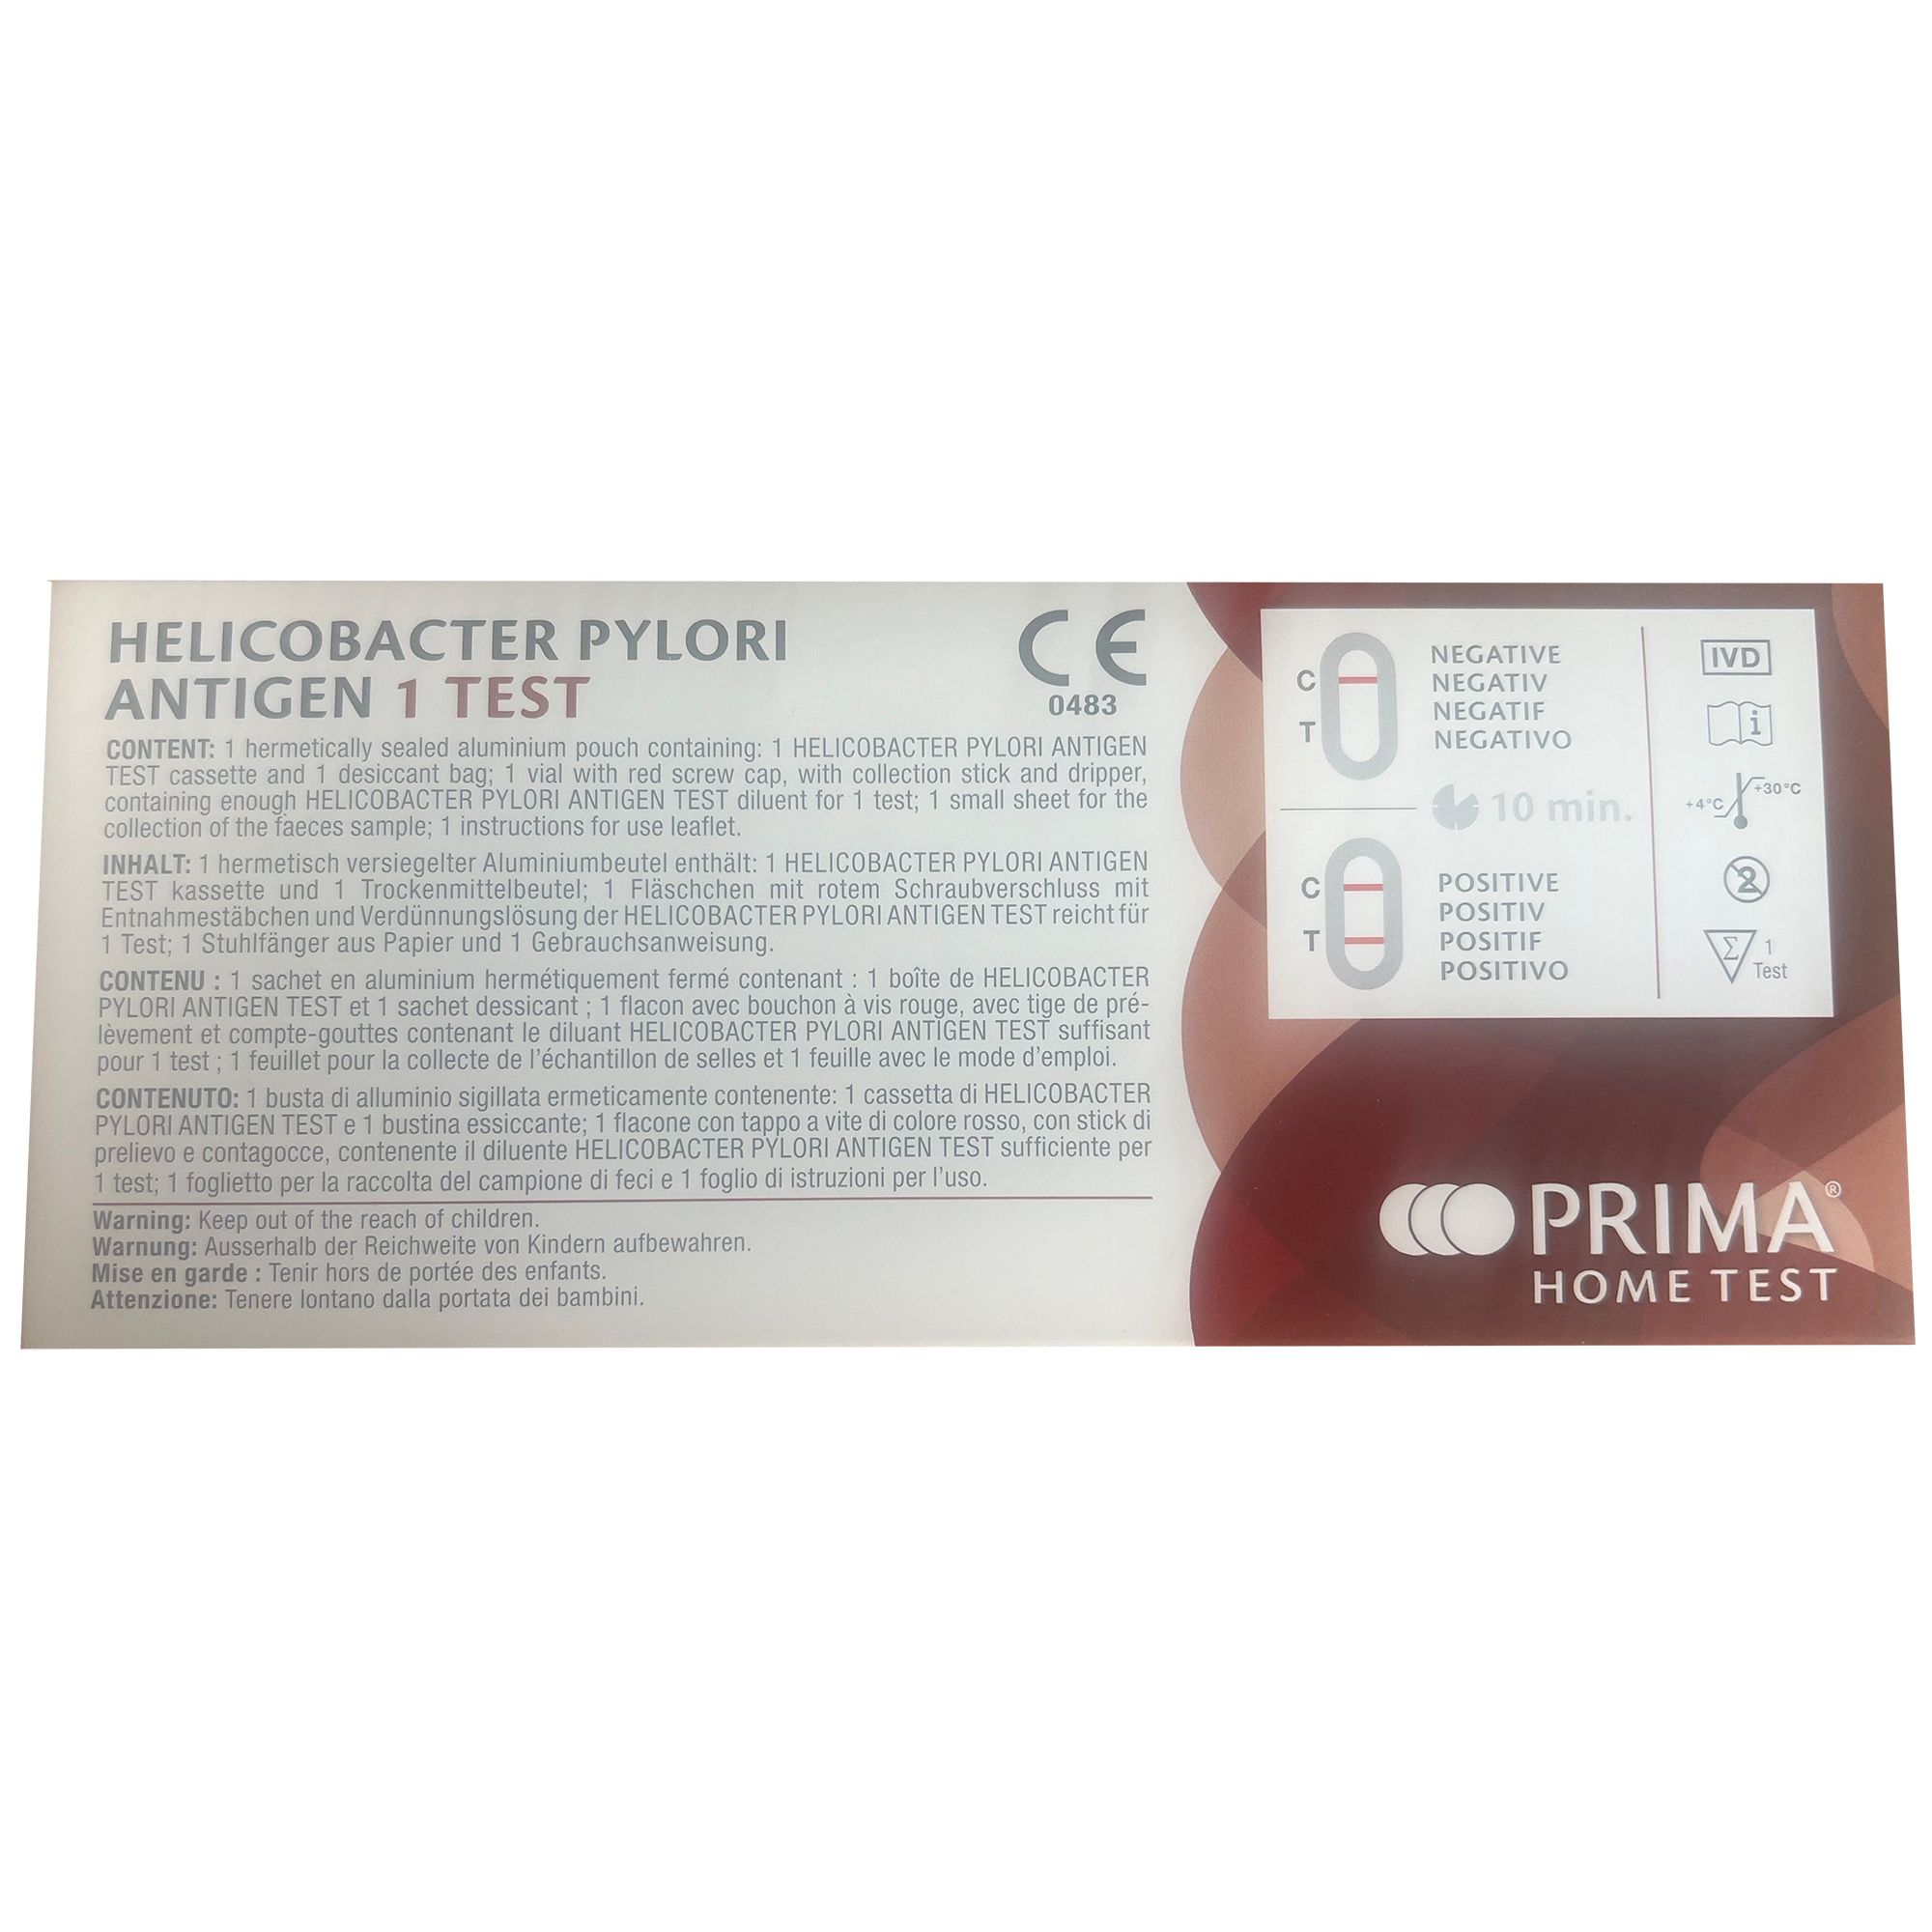 HELICOBACTER PYLORI
ANTIGEN 1 TEST
CE
0483
CONTENT: 1 hermetically sealed aluminium pouch containing: 1 HELICOBACTER PYLORI ANTIGEN
TEST cassette and 1 desiccant bag; 1 vial with red screw cap, with collection stick and dripper,
containing enough HELICOBACTER PYLORI ANTIGEN TEST diluent for 1 test; 1 small sheet for the
collection of the faeces sample; 1 instructions for use leaflet.
INHALT: 1 hermetisch versiegelter Aluminiumbeutel enthält: 1 HELICOBACTER PYLORI ANTIGEN
TEST kassette und 1 Trockenmittelbeutel; 1 Fläschchen mit rotem Schraubverschluss mit
Entnahmestäbchen und Verdünnungslösung der HELICOBACTER PYLORI ANTIGEN TEST reicht für
1 Test; 1 Stuhlfänger aus Papier und 1 Gebrauchsanweisung.
CONTENU : 1 sachet en aluminium hermétiquement fermé contenant : 1 boîte de HELICOBACTER
PYLORI ANTIGEN TEST et 1 sachet dessicant ; 1 flacon avec bouchon à vis rouge, avec tige de pré-
lèvement et compte-gouttes contenant le diluant HELICOBACTER PYLORI ANTIGEN TEST suffisant
pour 1 test ; 1 feuillet pour la collecte de l'échantillon de selles et 1 feuille avec le mode d'emploi.
CONTENUTO: 1 busta di alluminio sigillata ermeticamente contenente: 1 cassetta di HELICOBACTER
PYLORI ANTIGEN TEST e 1 bustina essiccante; 1 flacone con tappo a vite di colore rosso, con stick di
prelievo e contagocce, contenente il diluente HELICOBACTER PYLORI ANTIGEN TEST sufficiente per
1 test; 1 foglietto per la raccolta del campione di feci e 1 foglio di istruzioni per l'uso.
Warning: Keep out of the reach of children.
Warnung: Ausserhalb der Reichweite von Kindern aufbewahren.
Mise en garde : Tenir hors de portée des enfants.
Attenzione: Tenere lontano dalla portata dei bambini.
C
T
NEGATIVE
NEGATIV
NEGATIF
NEGATIVO
10 min.
C
T
POSITIVE
POSITIV
POSITIF
POSITIVO
IVD
i
+4°C
+30°C
2
Σ 1
Test
PRIMA®
HOME TEST